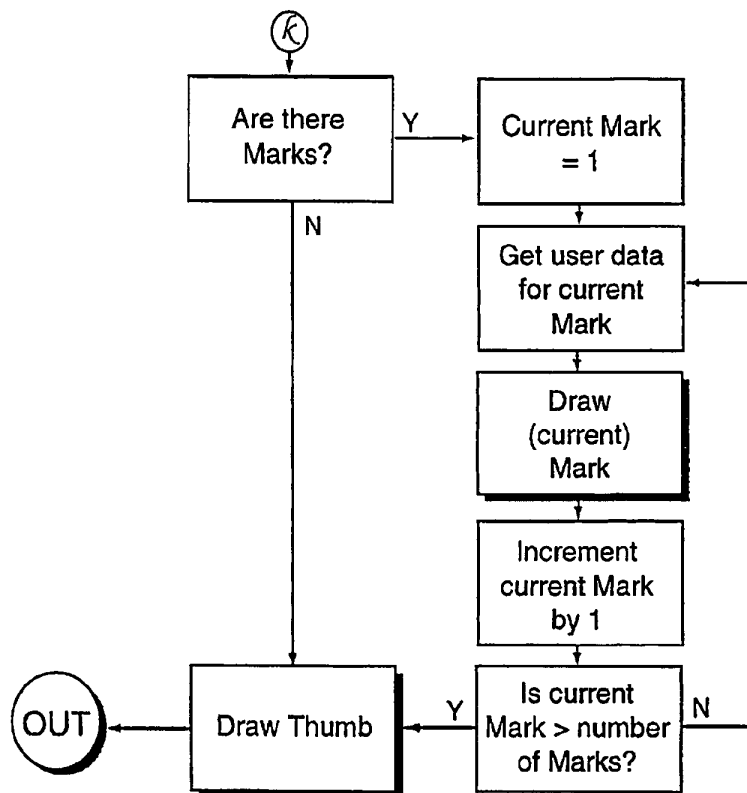 k
Are there
Marks?
Y
Current Mark
= 1
N
Get user data
for current
Mark
Draw
(current)
Mark
Increment
current Mark
by 1
Is current
Mark > number
of Marks?
N
Y
Draw Thumb
OUT